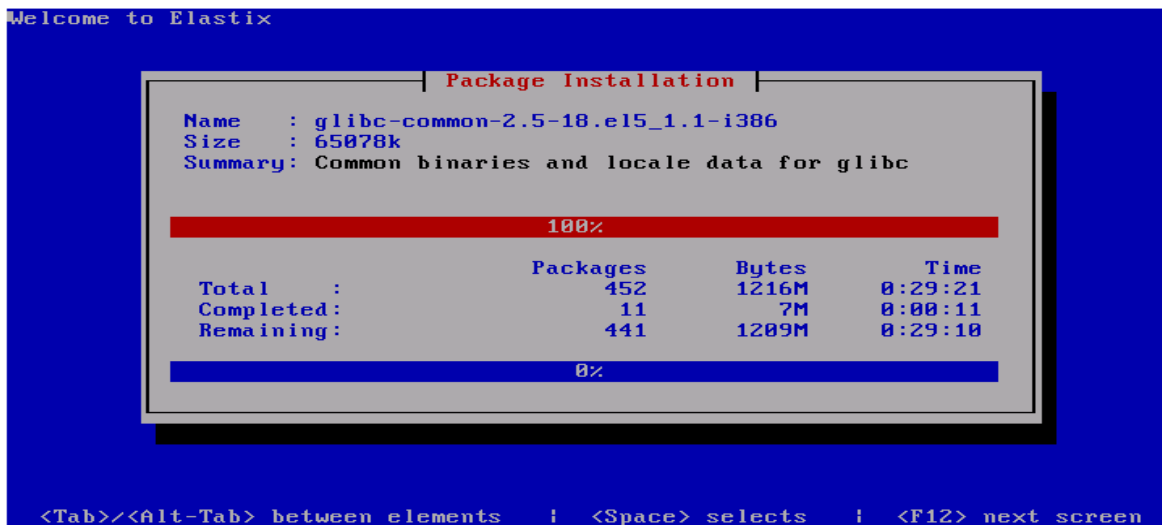 Welcome to Elastix
Package Installation
Name : glibc-common-2.5-18.el5_1.1-i386
Size : 65078k
Summary: Common binaries and locale data for glibc
100%
Packages Bytes Time
Total : 452 1216M 0:29:21
Completed: 11 7M 0:00:11
Remaining: 441 1209M 0:29:10
0%
<Tab>/<Alt-Tab> between elements | <Space> selects | <F12> next screen